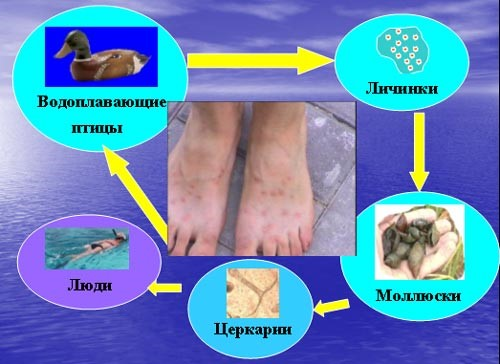 Водоплавающие
птицы
Личинки
Моллюски
Церкарии
Люди